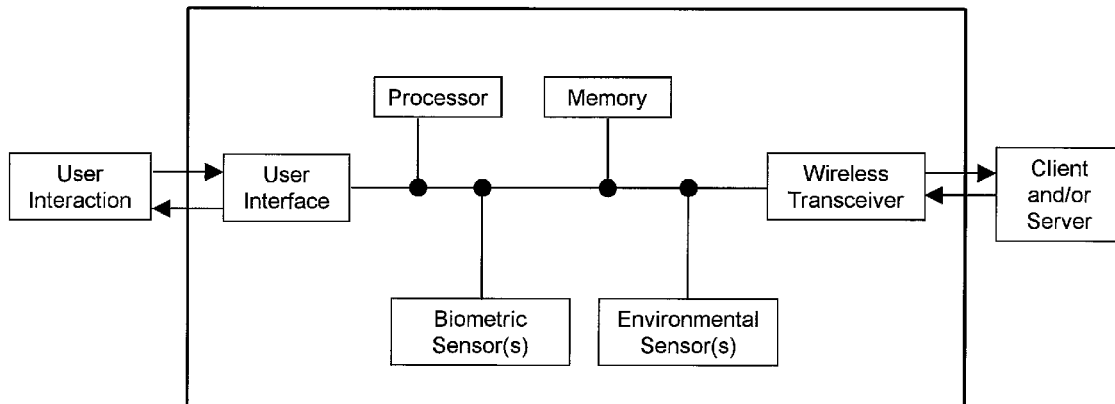 Processor
Memory
User
Interaction
User
Interface
Wireless
Transceiver
Client
and/or
Server
Biometric
Sensor(s)
Environmental
Sensor(s)